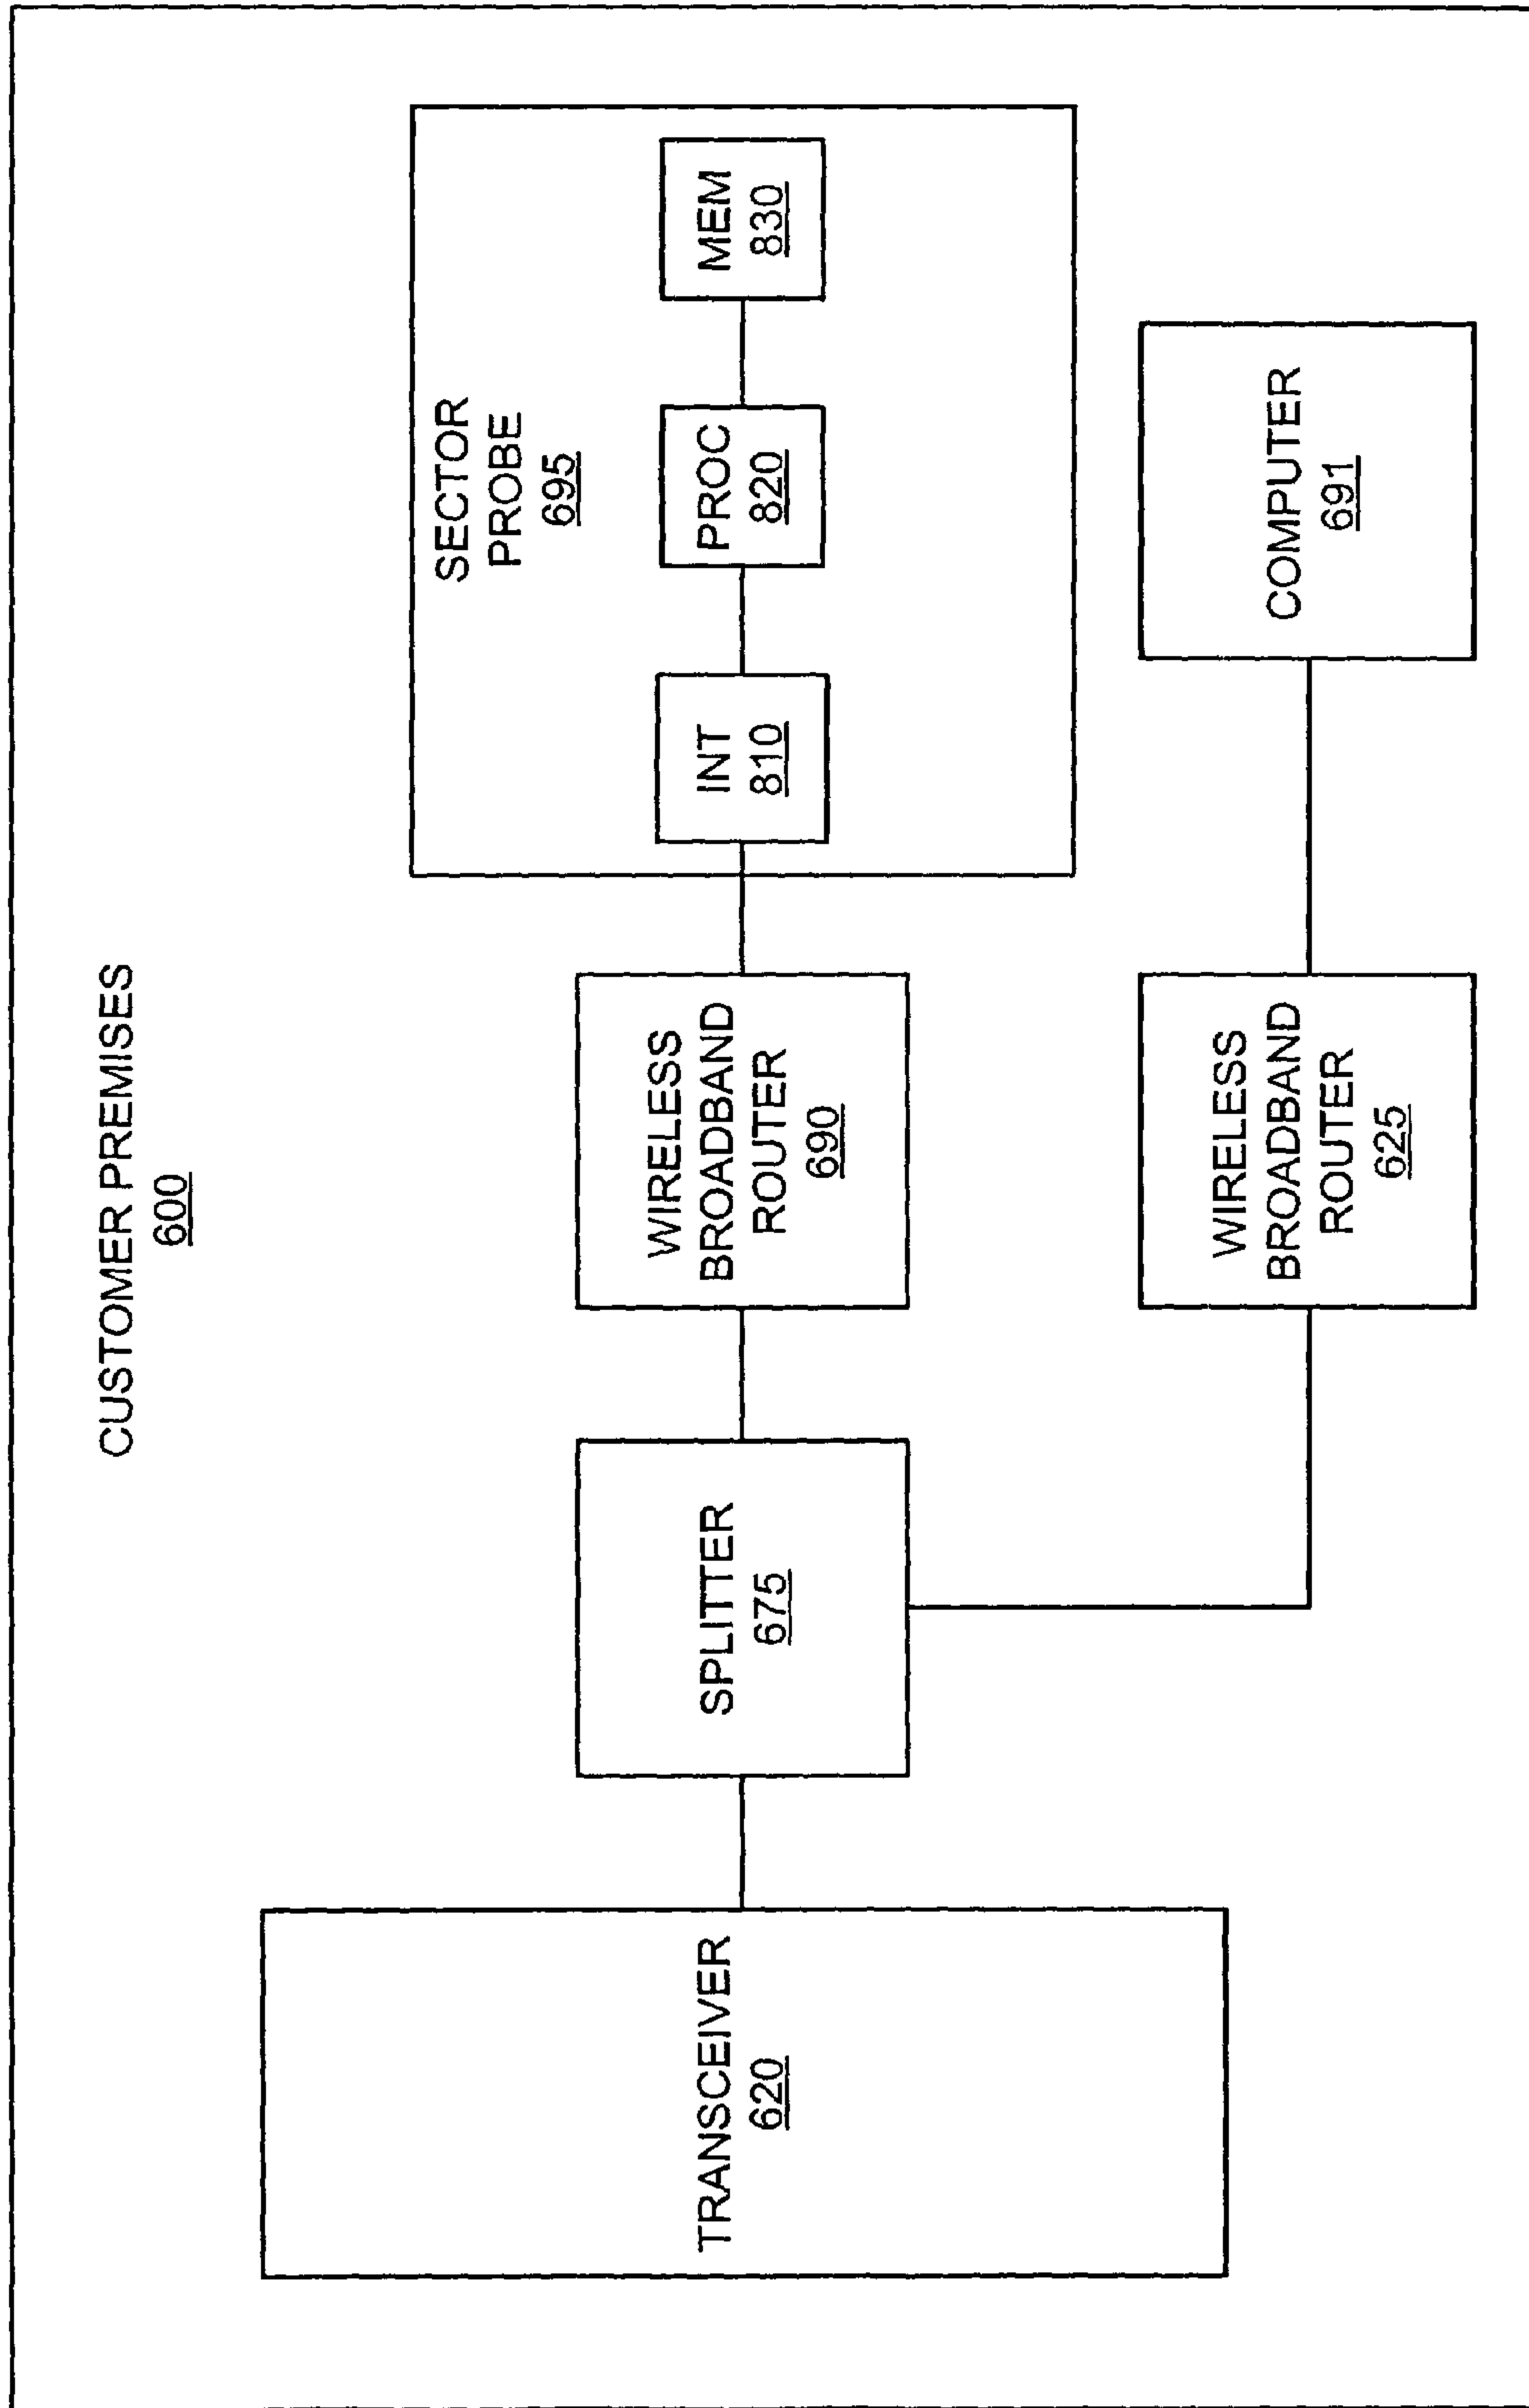 CUSTOMER PREMISES
600
TRANSCEIVER
620
SPLITTER
675
WIRELESS
BROADBAND
ROUTER
690
SECTOR
PROBE
695
INT
810
PROC
820
MEM
830
WIRELESS
BROADBAND
ROUTER
625
COMPUTER
691